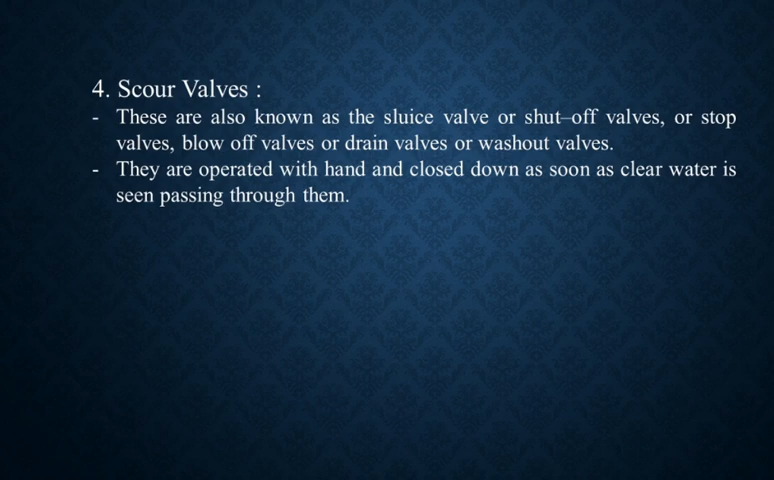 4. Scour Valves :
- These are also known as the sluice valve or shut–off valves, or stop
valves, blow off valves or drain valves or washout valves.
- They are operated with hand and closed down as soon as clear water is
seen passing through them.